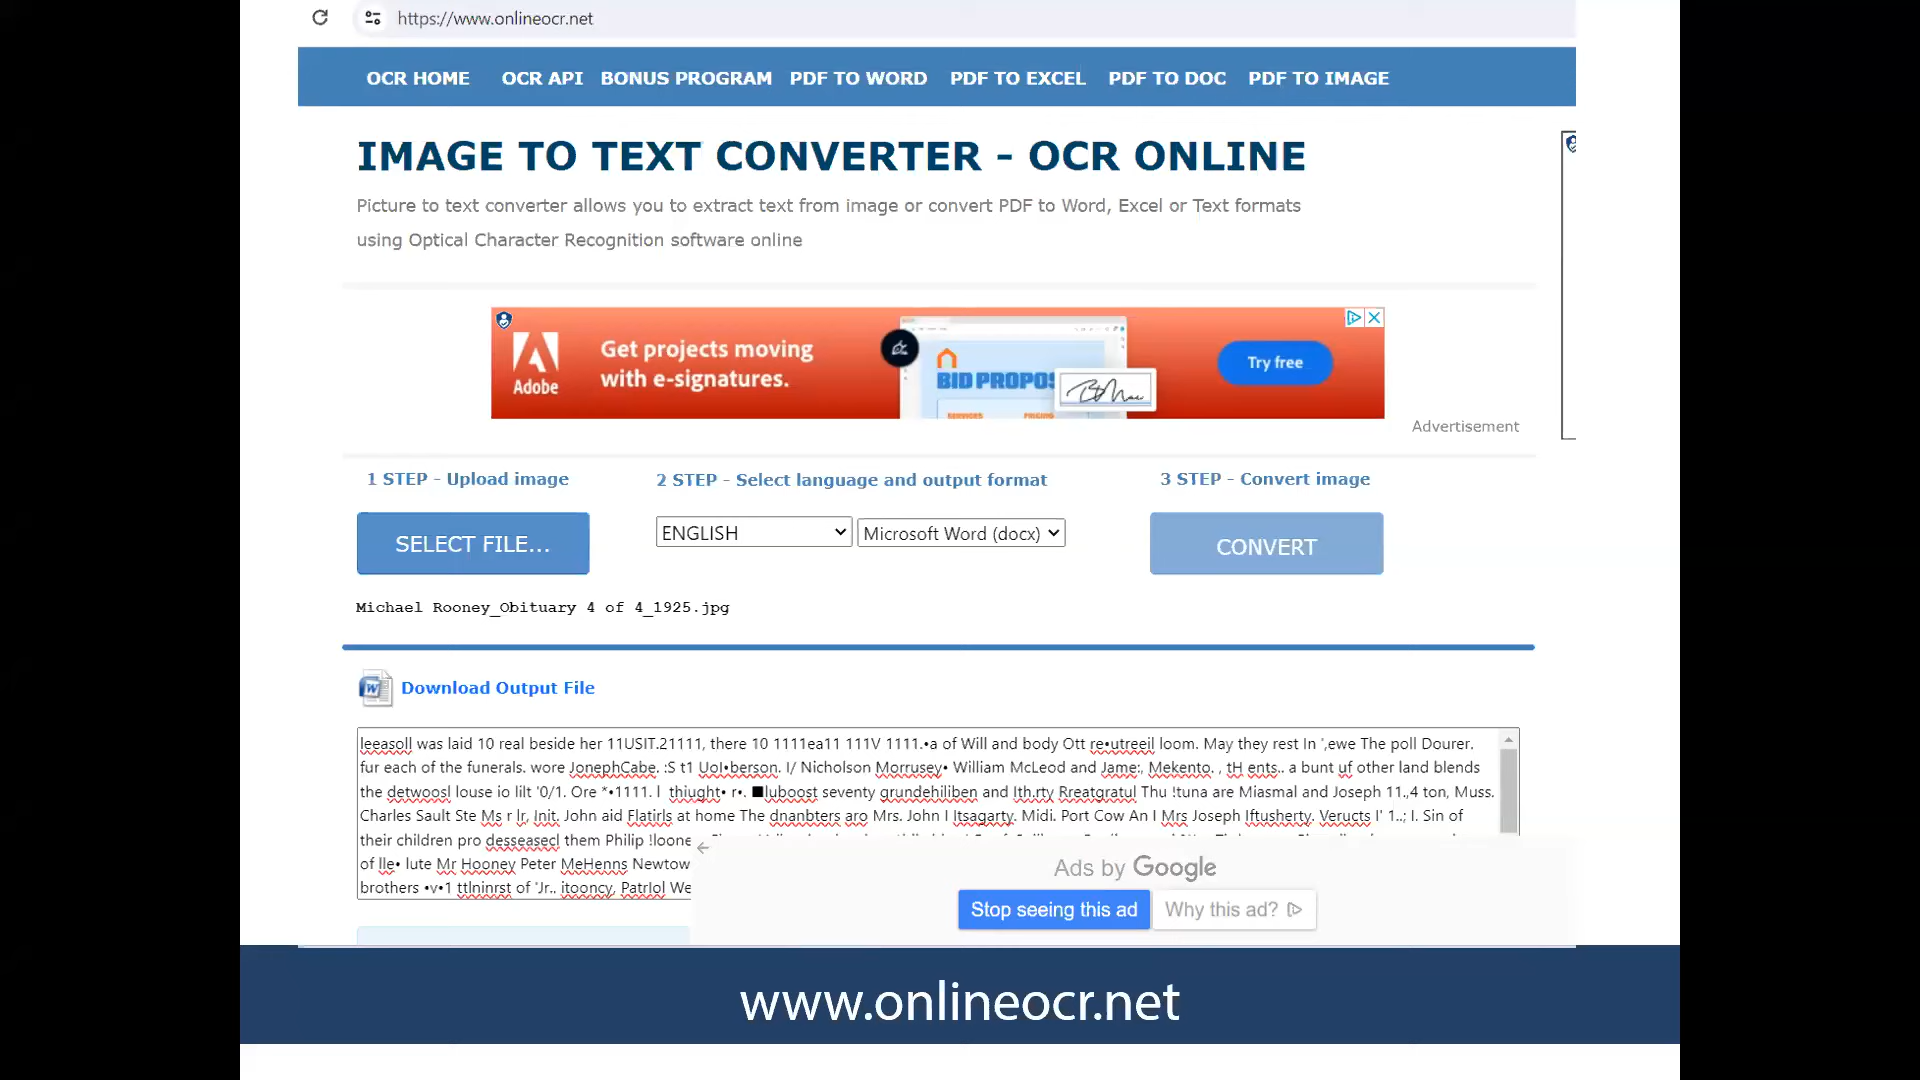 https://www.onlineocr.net
OCR HOME OCR API BONUS PROGRAM PDF TO WORD PDF TO EXCEL PDF TO DOC PDF TO IMAGE
IMAGE TO TEXT CONVERTER - OCR ONLINE
Picture to text converter allows you to extract text from image or convert PDF to Word, Excel or Text formats
using Optical Character Recognition software online
Adobe
Get projects moving
with e-signatures.
BID PROPOS
SERVICES
Try free
Advertisement
1 STEP - Upload image
2 STEP - Select language and output format
3 STEP - Convert image
SELECT FILE...
ENGLISH
Microsoft Word (docx)
CONVERT
Michael Rooney_Obituary 4 of 4_1925.jpg
Download Output File
leeasoll was laid 10 real beside her 11USIT.21111, there 10 1111ea11 111V 1111.•a of Will and body Ott re•utreeil loom. May they rest In ',ewe The poll Dourer.
fur each of the funerals. wore JonephCabe. :S t1 UoI•berson. I/ Nicholson Morrusey• William McLeod and Jame:, Mekento. , tH ents.. a bunt uf other land blends
the detwoosl louse io lilt '0/1. Ore *•1111. I thiught• r•. ■luboost seventy grundehiliben and Ith.rty Rreatgratul Thu !tuna are Miasmal and Joseph 11.,4 ton, Muss.
Charles Sault Ste Ms r Ir, Init. John aid Flatirls at home The dnanbters aro Mrs. John I Itsagarty. Midi. Port Cow An I Mrs Joseph Iftusherty. Veructs I' 1..; I. Sin of
their children pro desseasecl them Philip !loone
of lle• lute Mr Hooney Peter MeHenns Newtow
brothers •v•1 ttlninrst of 'Jr.. itooncy, PatrIol We
Ads by Google
Stop seeing this ad
Why this ad?
www.onlineocr.net